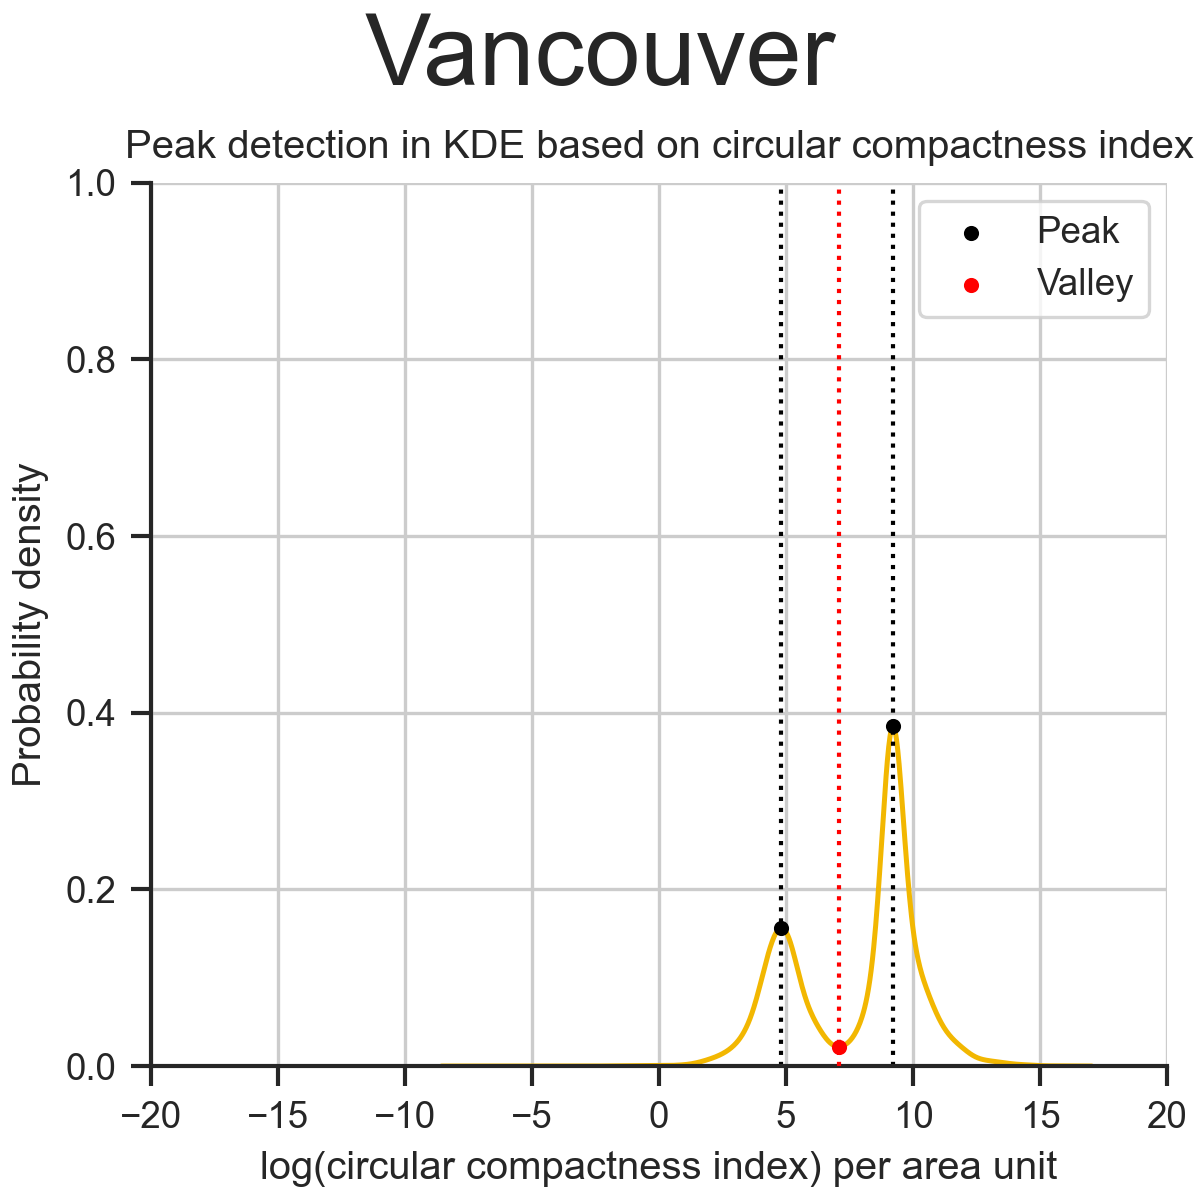 Vancouver
Peak detection in KDE based on circular compactness index
1.0
0.8
0.6
0.4
0.2
0.0
Probability density
Peak
Valley
−20 −15 −10 −5 0 5 10 15 20
log(circular compactness index) per area unit